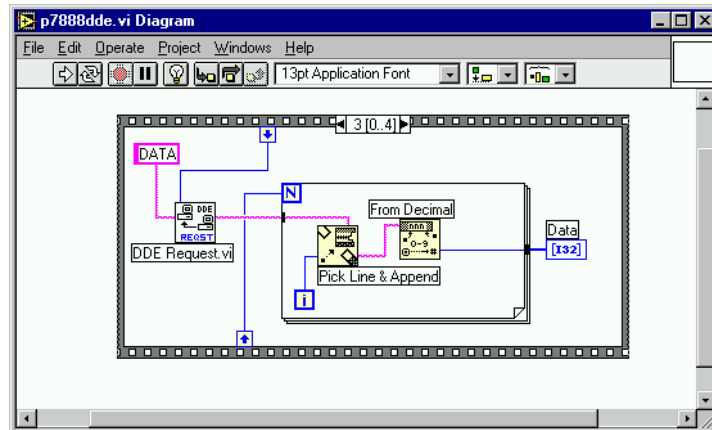 p7888dde.vi Diagram
File Edit Operate Project Windows Help
13pt Application Font
3 [0..4]
DATA
N
DDE
REQST
DDE Request.vi
From Decimal
nnn
0-9
#
Pick Line & Append
i
Data
[I32]